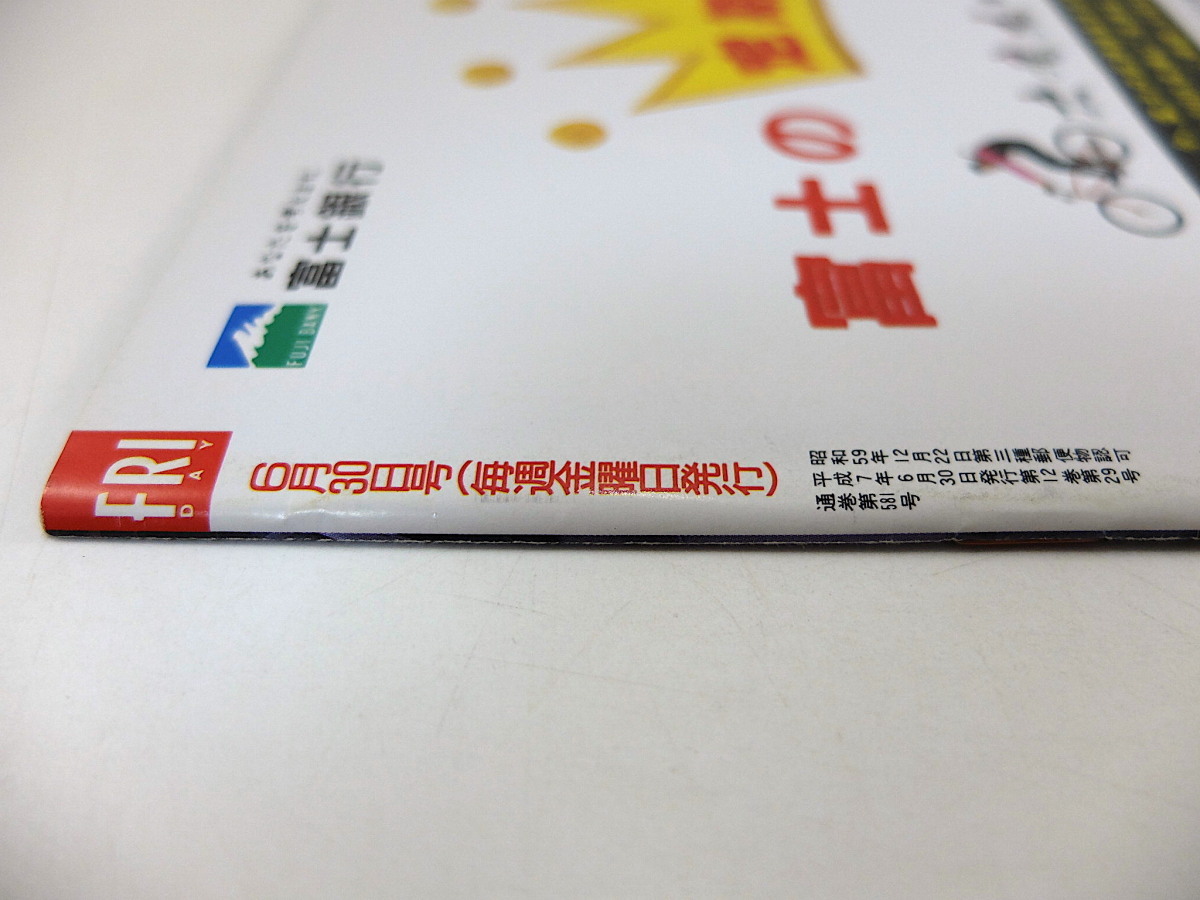 FRI
DAY
6月30日号(毎週金曜日発行)
昭和59年12月22日第三種郵便物認可
平成7年6月30日発行第12巻第29号
通巻第581号
富士銀行
FUJI BANK
富士の